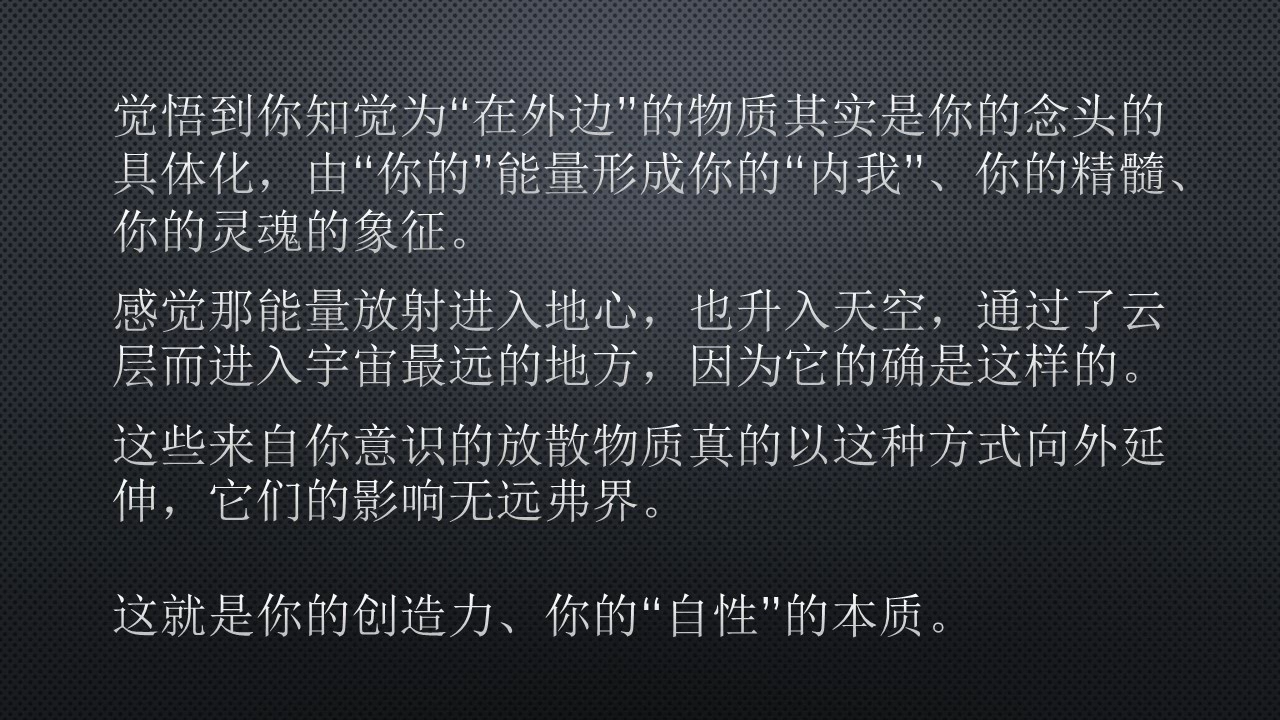 觉悟到你知觉为“在外边”的物质其实是你的念头的
具体化，由“你的”能量形成你的“内我”、你的精髓、
你的灵魂的象征。
感觉那能量放射进入地心，也升入天空，通过了云
层而进入宇宙最远的地方，因为它的确是这样的。
这些来自你意识的放散物质真的以这种方式向外延
伸，它们的影响无远弗界。
这就是你的创造力、你的“自性”的本质。